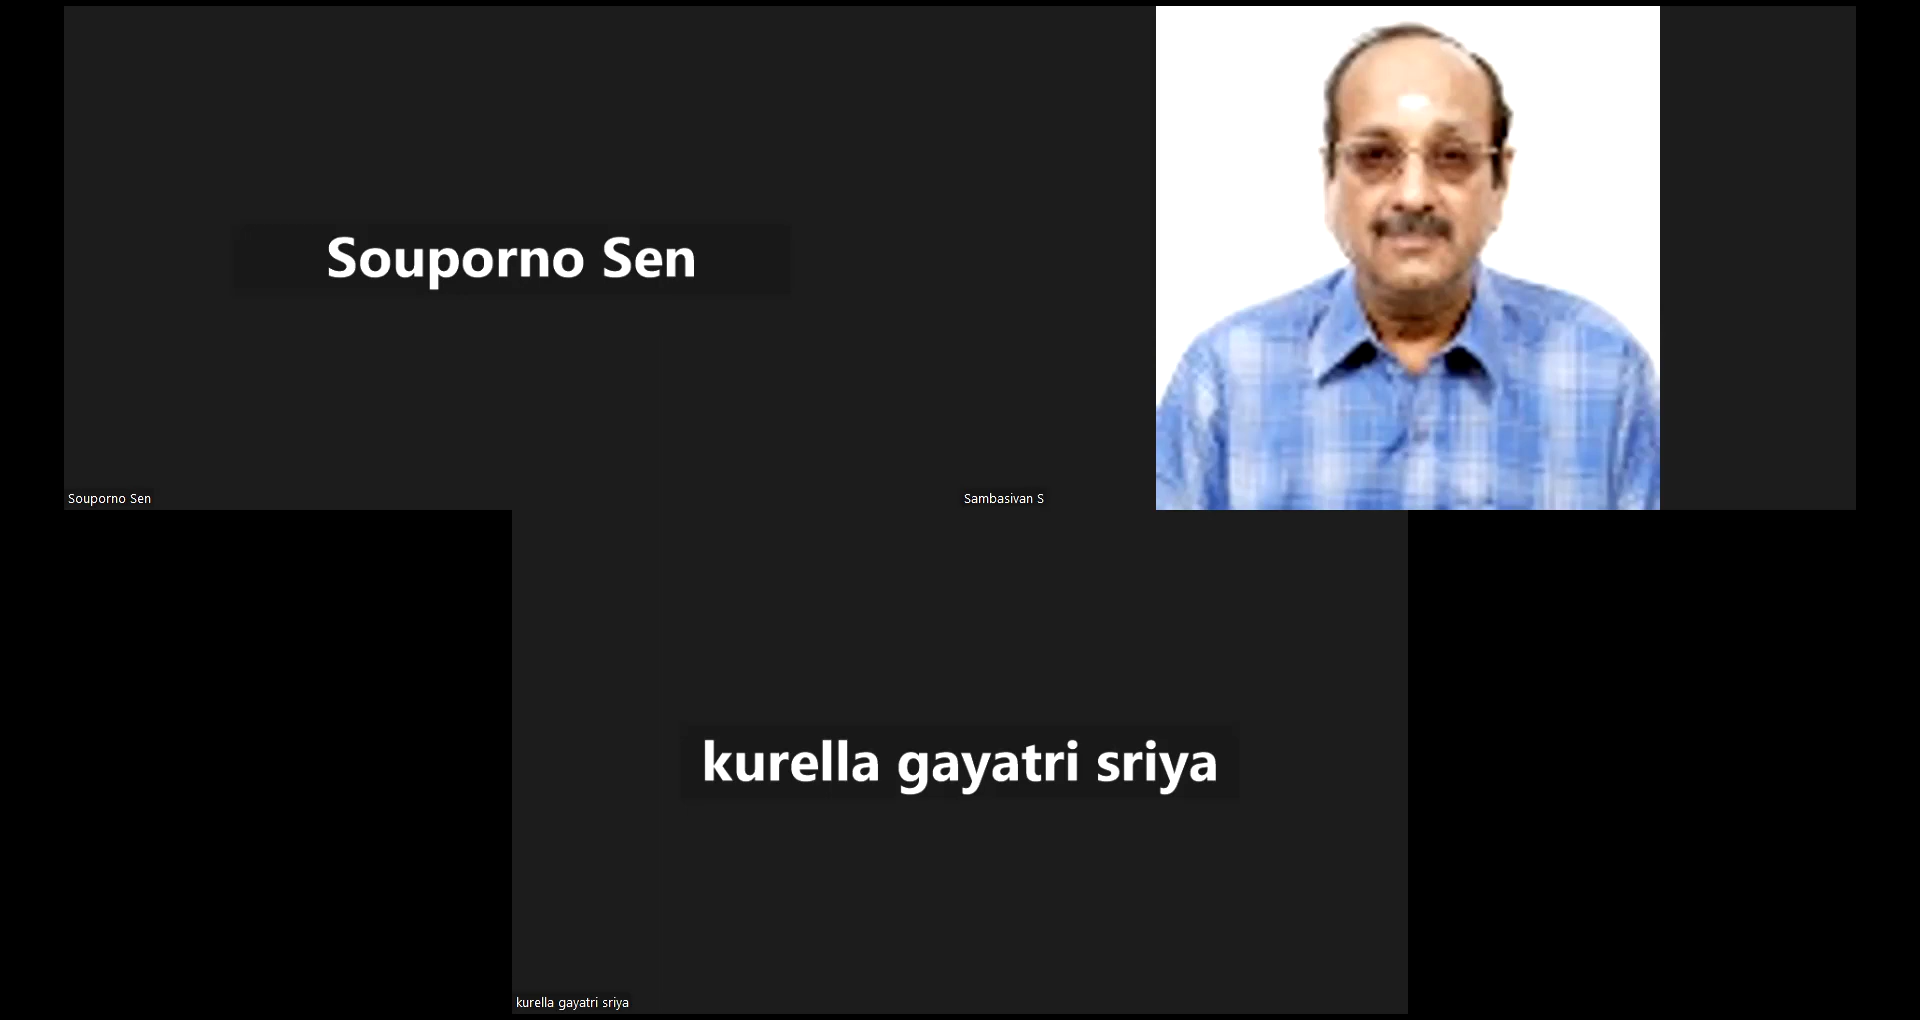 Souporno Sen
Souporno Sen
Sambasivan S
kurella gayatri sriya
kurella gayatri sriya